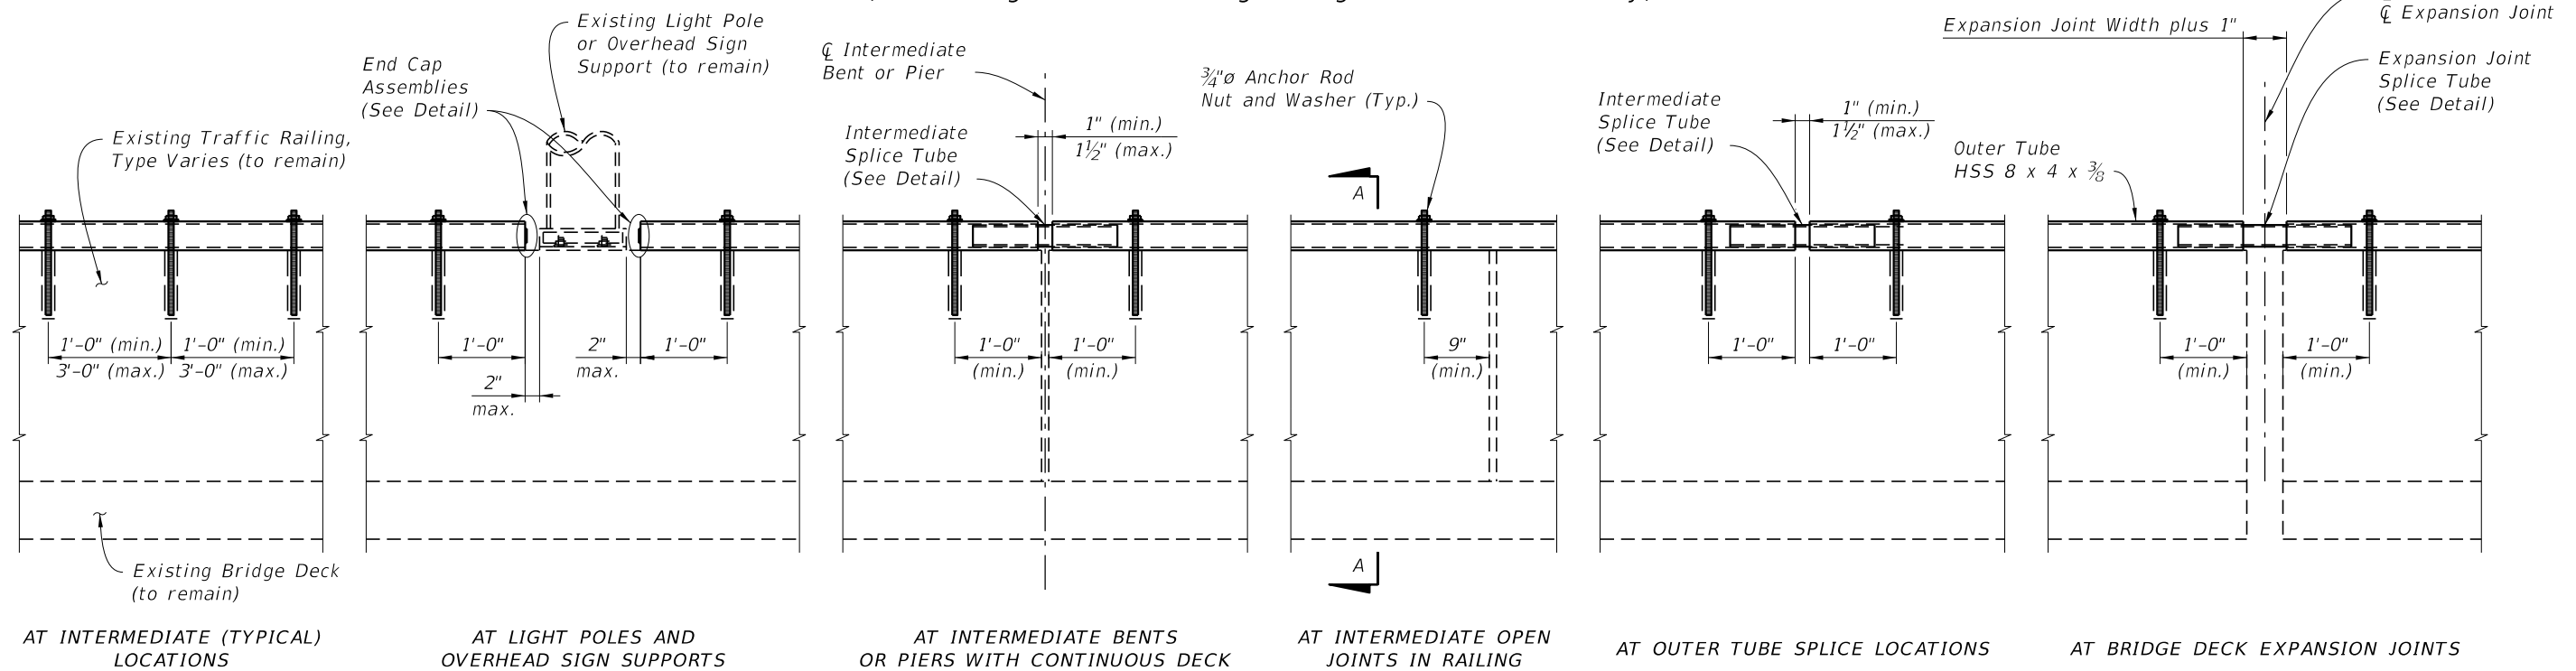 Existing Traffic Railing,
Type Varies (to remain)
1'-0" (min.)
3'-0" (max.)
1'-0" (min.)
3'-0" (max.)
Existing Bridge Deck
(to remain)
AT INTERMEDIATE (TYPICAL)
LOCATIONS
End Cap
Assemblies
(See Detail)
Existing Light Pole
or Overhead Sign
Support (to remain)
1'-0"
2"
max.
2"
max.
1'-0"
AT LIGHT POLES AND
OVERHEAD SIGN SUPPORTS
℄ Intermediate
Bent or Pier
Intermediate
Splice Tube
(See Detail)
1" (min.)
1½" (max.)
1'-0"
(min.)
1'-0"
(min.)
AT INTERMEDIATE BENTS
OR PIERS WITH CONTINUOUS DECK
¾"ø Anchor Rod
Nut and Washer (Typ.)
A
9"
(min.)
A
AT INTERMEDIATE OPEN
JOINTS IN RAILING
Intermediate
Splice Tube
(See Detail)
1" (min.)
1½" (max.)
1'-0"
1'-0"
AT OUTER TUBE SPLICE LOCATIONS
Expansion Joint Width plus 1"
℄ Expansion Joint
Expansion Joint
Splice Tube
(See Detail)
Outer Tube
HSS 8 x 4 x ⅜
1'-0"
(min.)
1'-0"
(min.)
AT BRIDGE DECK EXPANSION JOINTS